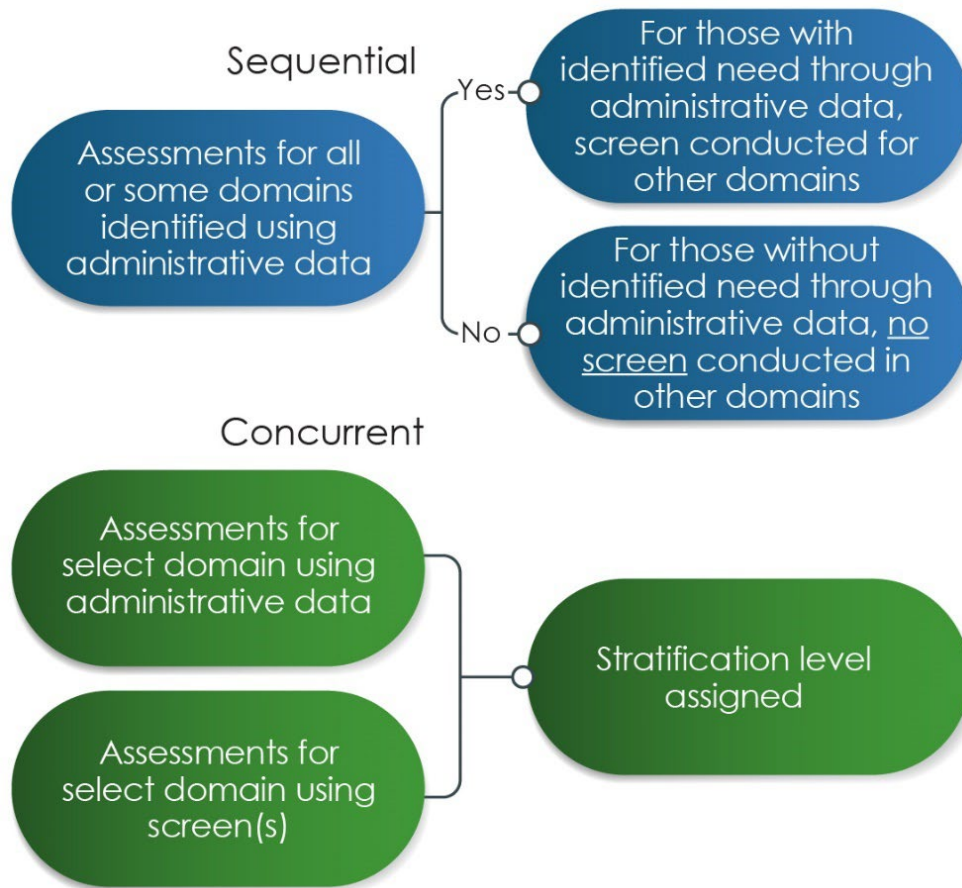 Sequential
Assessments for all
or some domains
identified using
administrative data
Yes
For those with
identified need through
administrative data,
screen conducted for
other domains
No
For those without
identified need through
administrative data, no
screen conducted in
other domains
Concurrent
Assessments for
select domain using
administrative data
Assessments for
select domain using
screen(s)
Stratification level
assigned